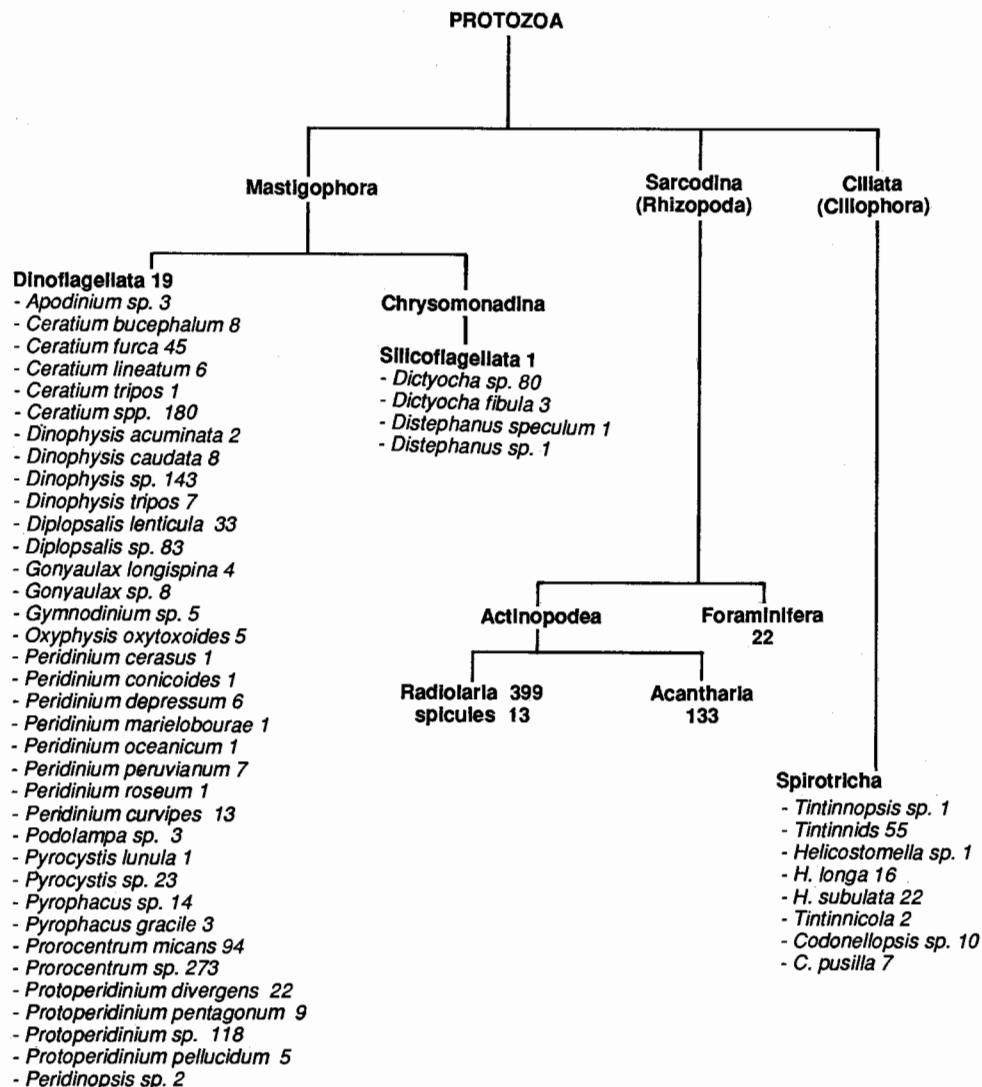 PROTOZOA
Mastigophora
Sarcodina
(Rhizopoda)
Ciliata
(Ciliophora)
Dinoflagellata 19
- Apodinium sp. 3
- Ceratium bucephalum 8
- Ceratium furca 45
- Ceratium lineatum 6
- Ceratium tripos 1
- Ceratium spp. 180
- Dinophysis acuminata 2
- Dinophysis caudata 8
- Dinophysis sp. 143
- Dinophysis tripos 7
- Diplopsalis lenticula 33
- Diplopsalis sp. 83
- Gonyaulax longispina 4
- Gonyaulax sp. 8
- Gymnodinium sp. 5
- Oxyphysis oxytoxoides 5
- Peridinium cerasus 1
- Peridinium conicoides 1
- Peridinium depressum 6
- Peridinium marielobourae 1
- Peridinium oceanicum 1
- Peridinium peruvianum 7
- Peridinium roseum 1
- Peridinium curvipes 13
- Podolampa sp. 3
- Pyrocystis lunula 1
- Pyrocystis sp. 23
- Pyrophacus sp. 14
- Pyrophacus gracile 3
- Prorocentrum micans 94
- Prorocentrum sp. 273
- Protoperidinium divergens 22
- Protoperidinium pentagonum 9
- Protoperidinium sp. 118
- Protoperidinium pellucidum 5
- Peridinopsis sp. 2
Chrysomonadina
Silicoflagellata 1
- Dictyocha sp. 80
- Dictyocha fibula 3
- Distephanus speculum 1
- Distephanus sp. 1
Actinopodea
Foraminifera
22
Radiolaria 399
spicules 13
Acantharia
133
Spirotricha
- Tintinnopsis sp. 1
- Tintinnids 55
- Helicostomella sp. 1
- H. longa 16
- H. subulata 22
- Tintinnicola 2
- Codonellopsis sp. 10
- C. pusilla 7